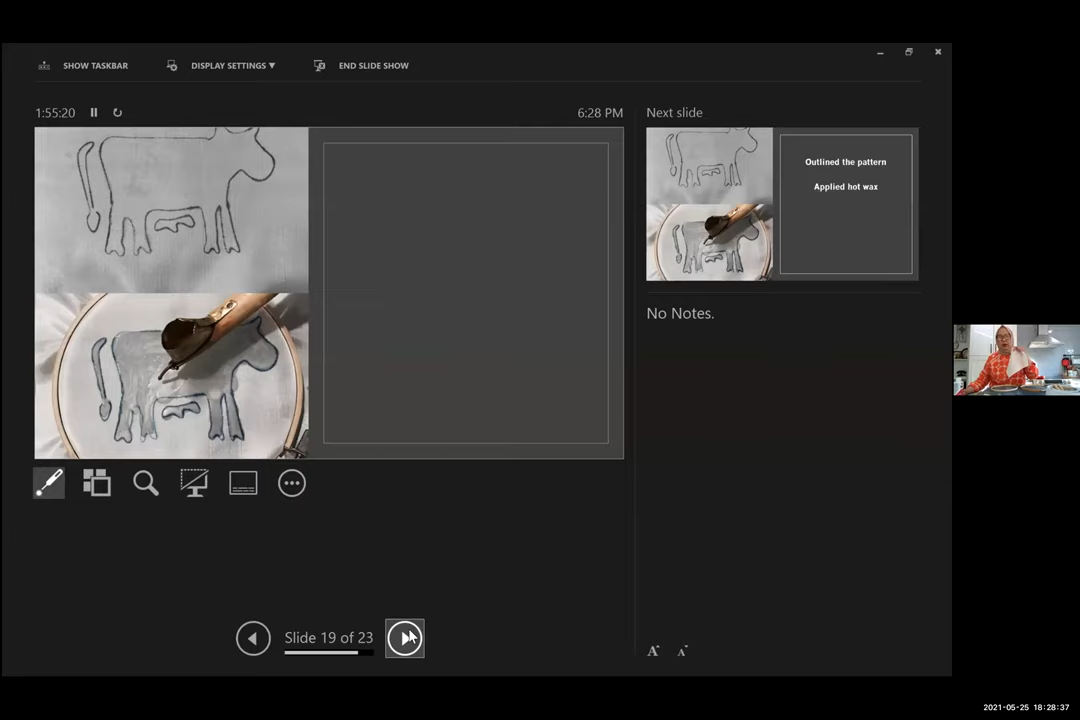 SHOW TASKBAR
DISPLAY SETTINGS ▼
END SLIDE SHOW
1:55:20
6:28 PM
Next slide
Outlined the pattern
Applied hot wax
No Notes.
Slide 19 of 23
A A
2021-05-25 18:28:37